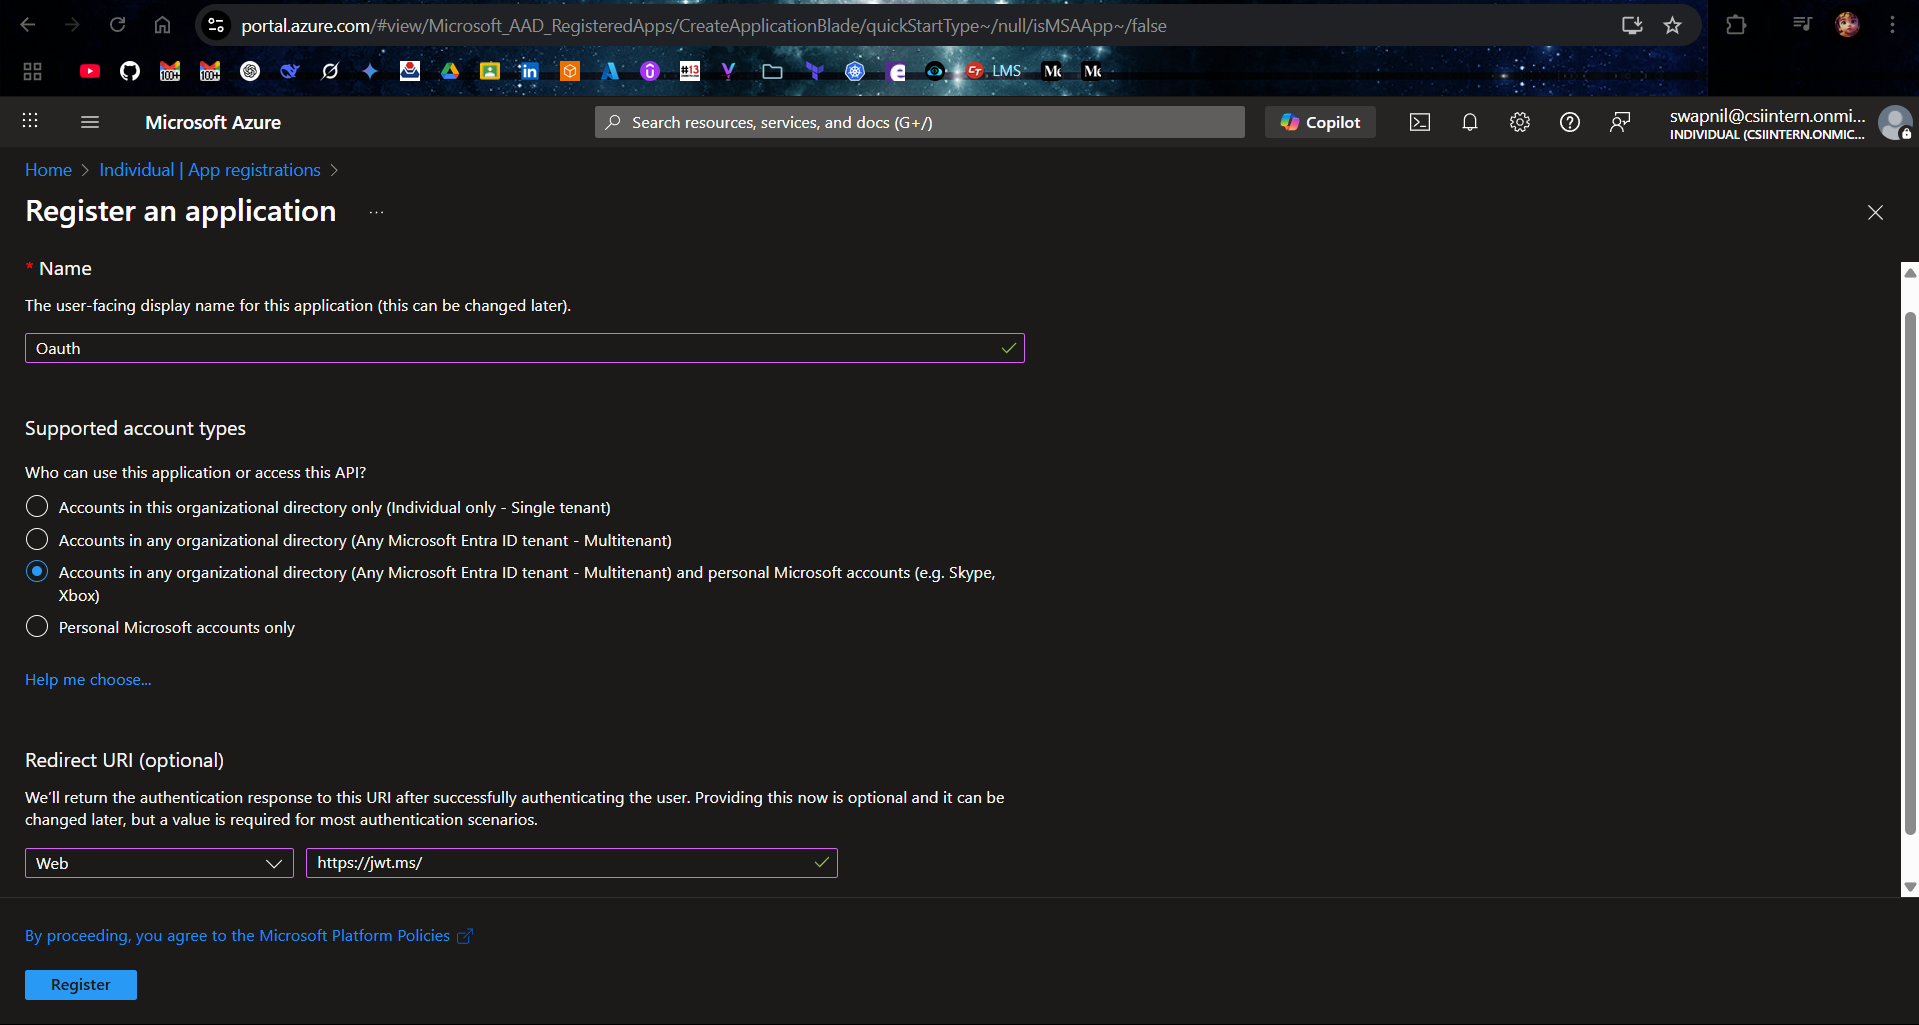 portal.azure.com/#view/Microsoft_AAD_RegisteredApps/CreateApplicationBlade/quickStartType~/null/isMSAApp~/false
100+
100+
#13
LMS
Microsoft Azure
Search resources, services, and docs (G+/)
Copilot
swapnil@csiintern.onmi...
INDIVIDUAL (CSIINTERN.ONMIC...
Home > Individual | App registrations >
Register an application ...
* Name
The user-facing display name for this application (this can be changed later).
Oauth
Supported account types
Who can use this application or access this API?
Accounts in this organizational directory only (Individual only - Single tenant)
Accounts in any organizational directory (Any Microsoft Entra ID tenant - Multitenant)
Accounts in any organizational directory (Any Microsoft Entra ID tenant - Multitenant) and personal Microsoft accounts (e.g. Skype,
Xbox)
Personal Microsoft accounts only
Help me choose...
Redirect URI (optional)
We'll return the authentication response to this URI after successfully authenticating the user. Providing this now is optional and it can be
changed later, but a value is required for most authentication scenarios.
Web
https://jwt.ms/
By proceeding, you agree to the Microsoft Platform Policies
Register